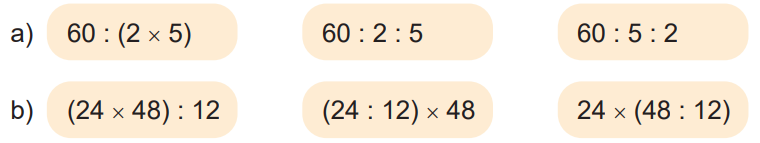 a) 60 : (2 × 5) 60 : 2 : 5 60 : 5 : 2
b) (24 × 48) : 12 (24 : 12) × 48 24 × (48 : 12)